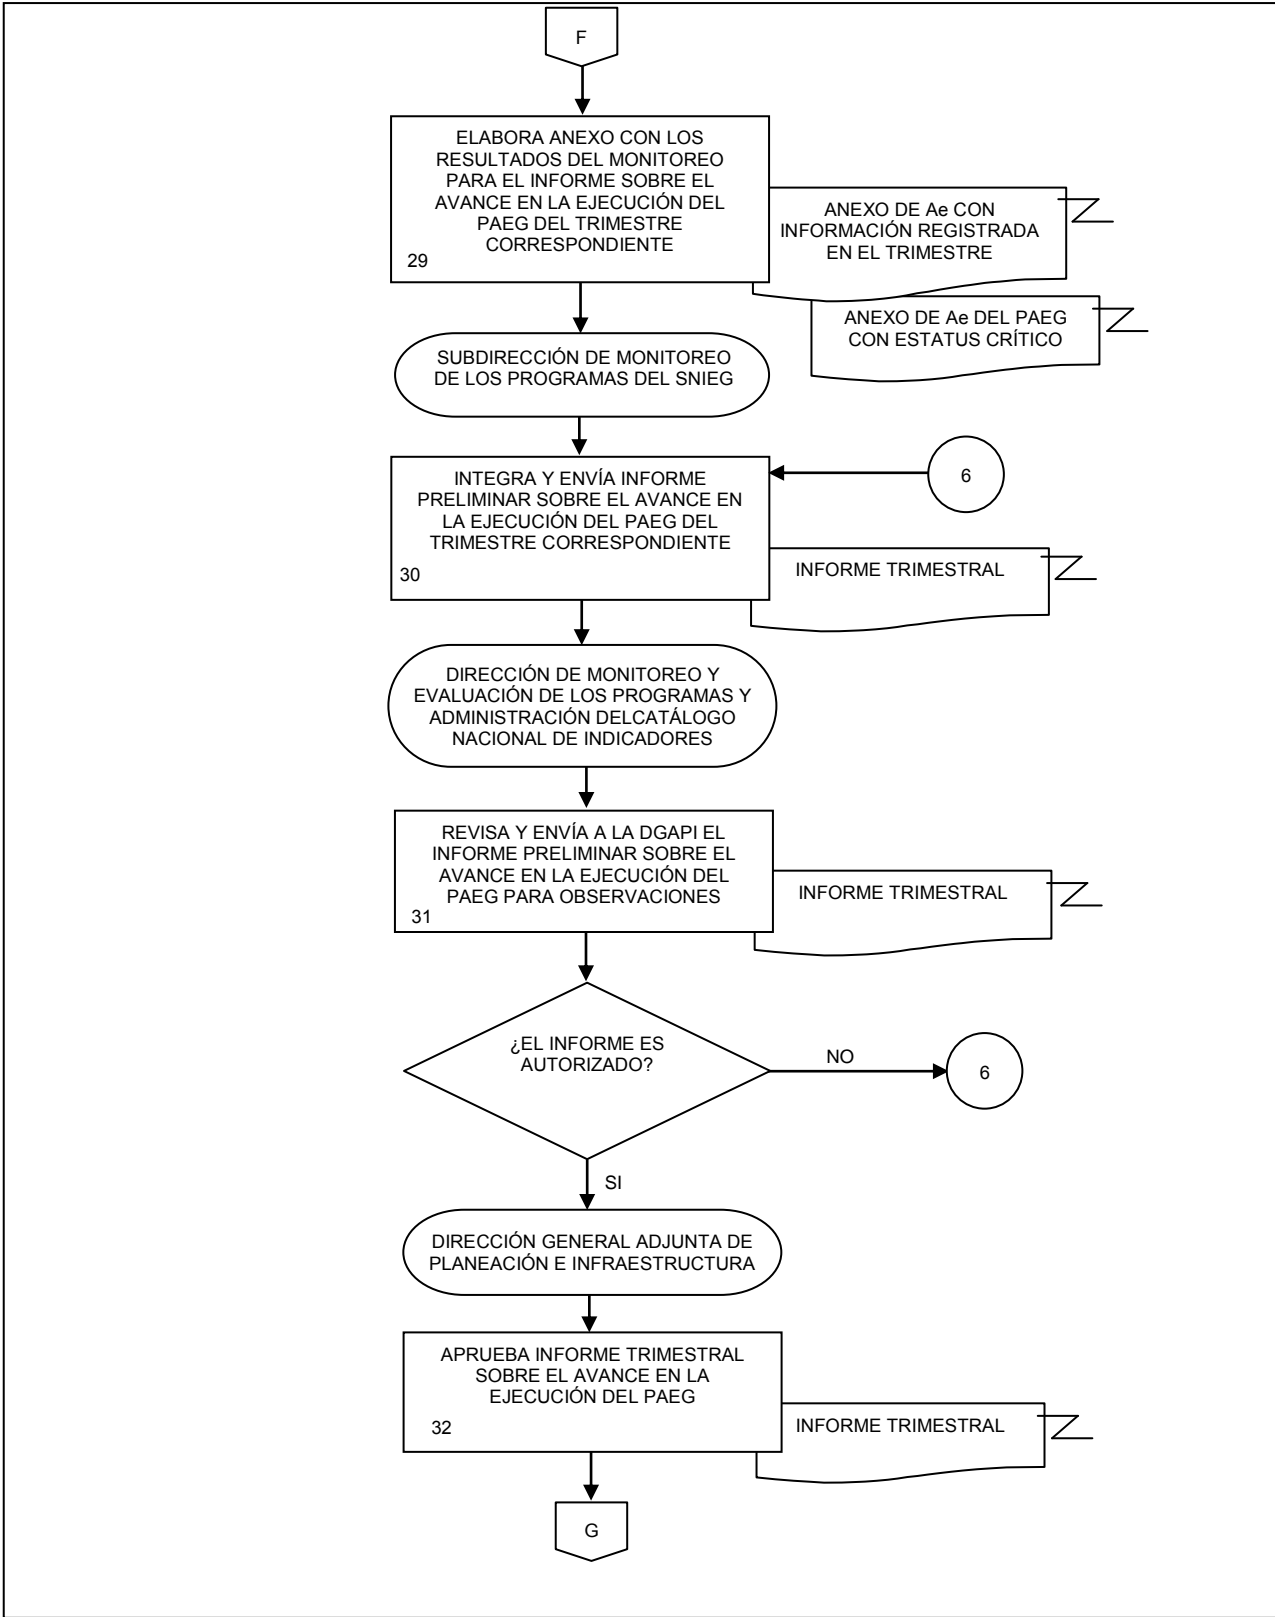 F
ELABORA ANEXO CON LOS
RESULTADOS DEL MONITOREO
PARA EL INFORME SOBRE EL
AVANCE EN LA EJECUCIÓN DEL
PAEG DEL TRIMESTRE
CORRESPONDIENTE
29
ANEXO DE Ae CON
INFORMACIÓN REGISTRADA
EN EL TRIMESTRE
ANEXO DE Ae DEL PAEG
CON ESTATUS CRÍTICO
SUBDIRECCIÓN DE MONITOREO
DE LOS PROGRAMAS DEL SNIEG
INTEGRA Y ENVÍA INFORME
PRELIMINAR SOBRE EL AVANCE EN
LA EJECUCIÓN DEL PAEG DEL
TRIMESTRE CORRESPONDIENTE
30
6
INFORME TRIMESTRAL
DIRECCIÓN DE MONITOREO Y
EVALUACIÓN DE LOS PROGRAMAS Y
ADMINISTRACIÓN DELCATÁLOGO
NACIONAL DE INDICADORES
REVISA Y ENVÍA A LA DGAPI EL
INFORME PRELIMINAR SOBRE EL
AVANCE EN LA EJECUCIÓN DEL
PAEG PARA OBSERVACIONES
31
INFORME TRIMESTRAL
¿EL INFORME ES
AUTORIZADO?
NO
6
SI
DIRECCIÓN GENERAL ADJUNTA DE
PLANEACIÓN E INFRAESTRUCTURA
APRUEBA INFORME TRIMESTRAL
SOBRE EL AVANCE EN LA
EJECUCIÓN DEL PAEG
32
INFORME TRIMESTRAL
G